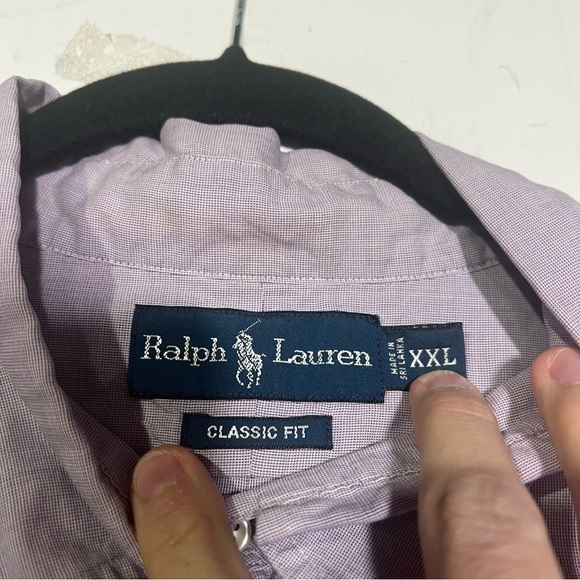 Ralph Lauren
MADE IN
SRI LANKA
XXL
CLASSIC FIT